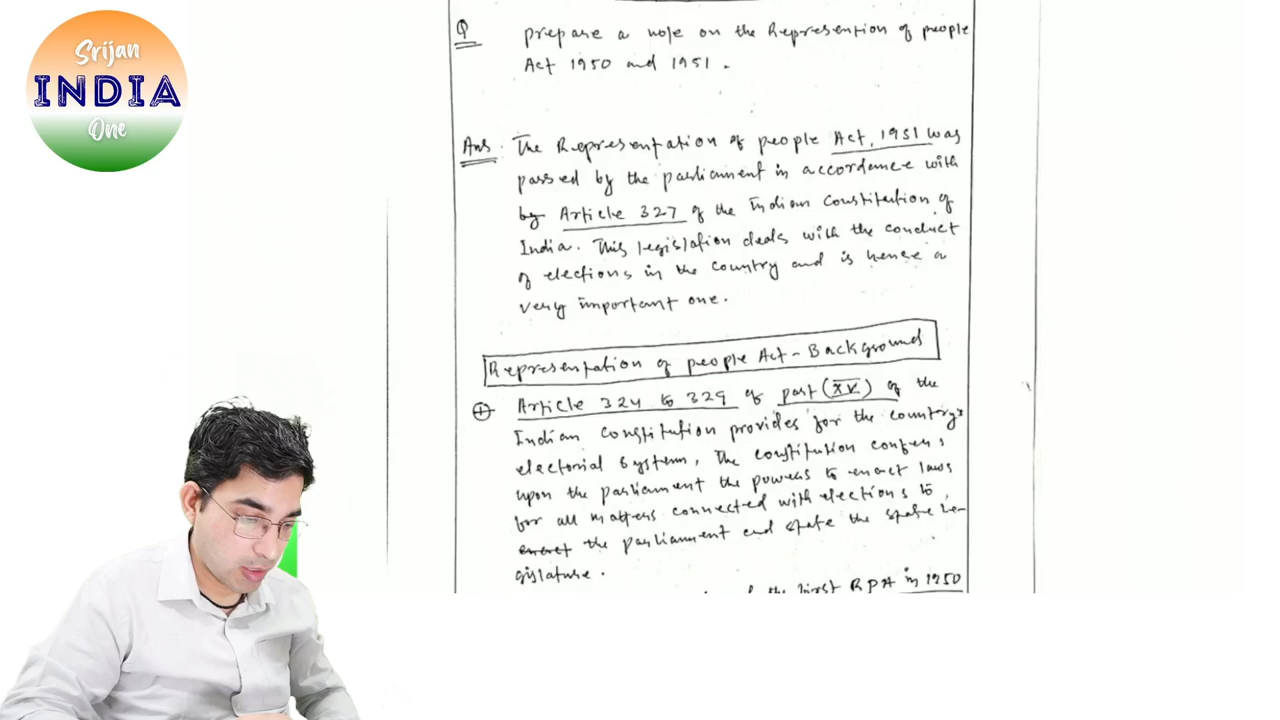 Srijan
INDIA
One
Q prepare a note on the Represention of people
Act 1950 and 1951.
Ans. The Representation of people Act, 1951 was
passed by the parliament in accordance with
by Article 327 of the Indian Constitution of
India. This legislation deals with the conduct
of elections in the country and is hence a
very important one.
Representation of people Act - Background
Article 324 to 329 of part (XV) of the
Indian constitution provides for the country's
electorial system, The constitution confers
upon the parliament the powers to enact laws
for all matters connected with elections to,
enact the parliament and state the state le-
gislature.
the first RPA in 1950